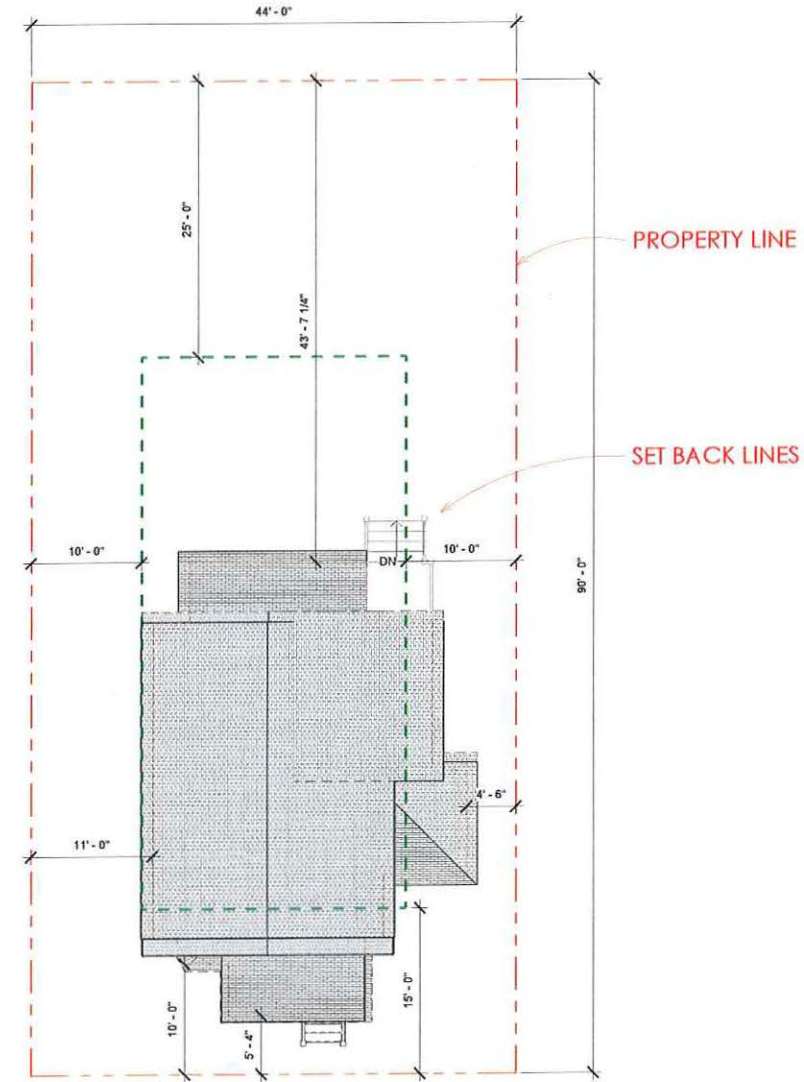 44' - 0"
25' - 0"
43' - 7 1/4"
PROPERTY LINE
SET BACK LINES
10' - 0"
DN
10' - 0"
90' - 0"
4' - 6"
11' - 0"
10' - 0"
5' - 4"
15' - 0"